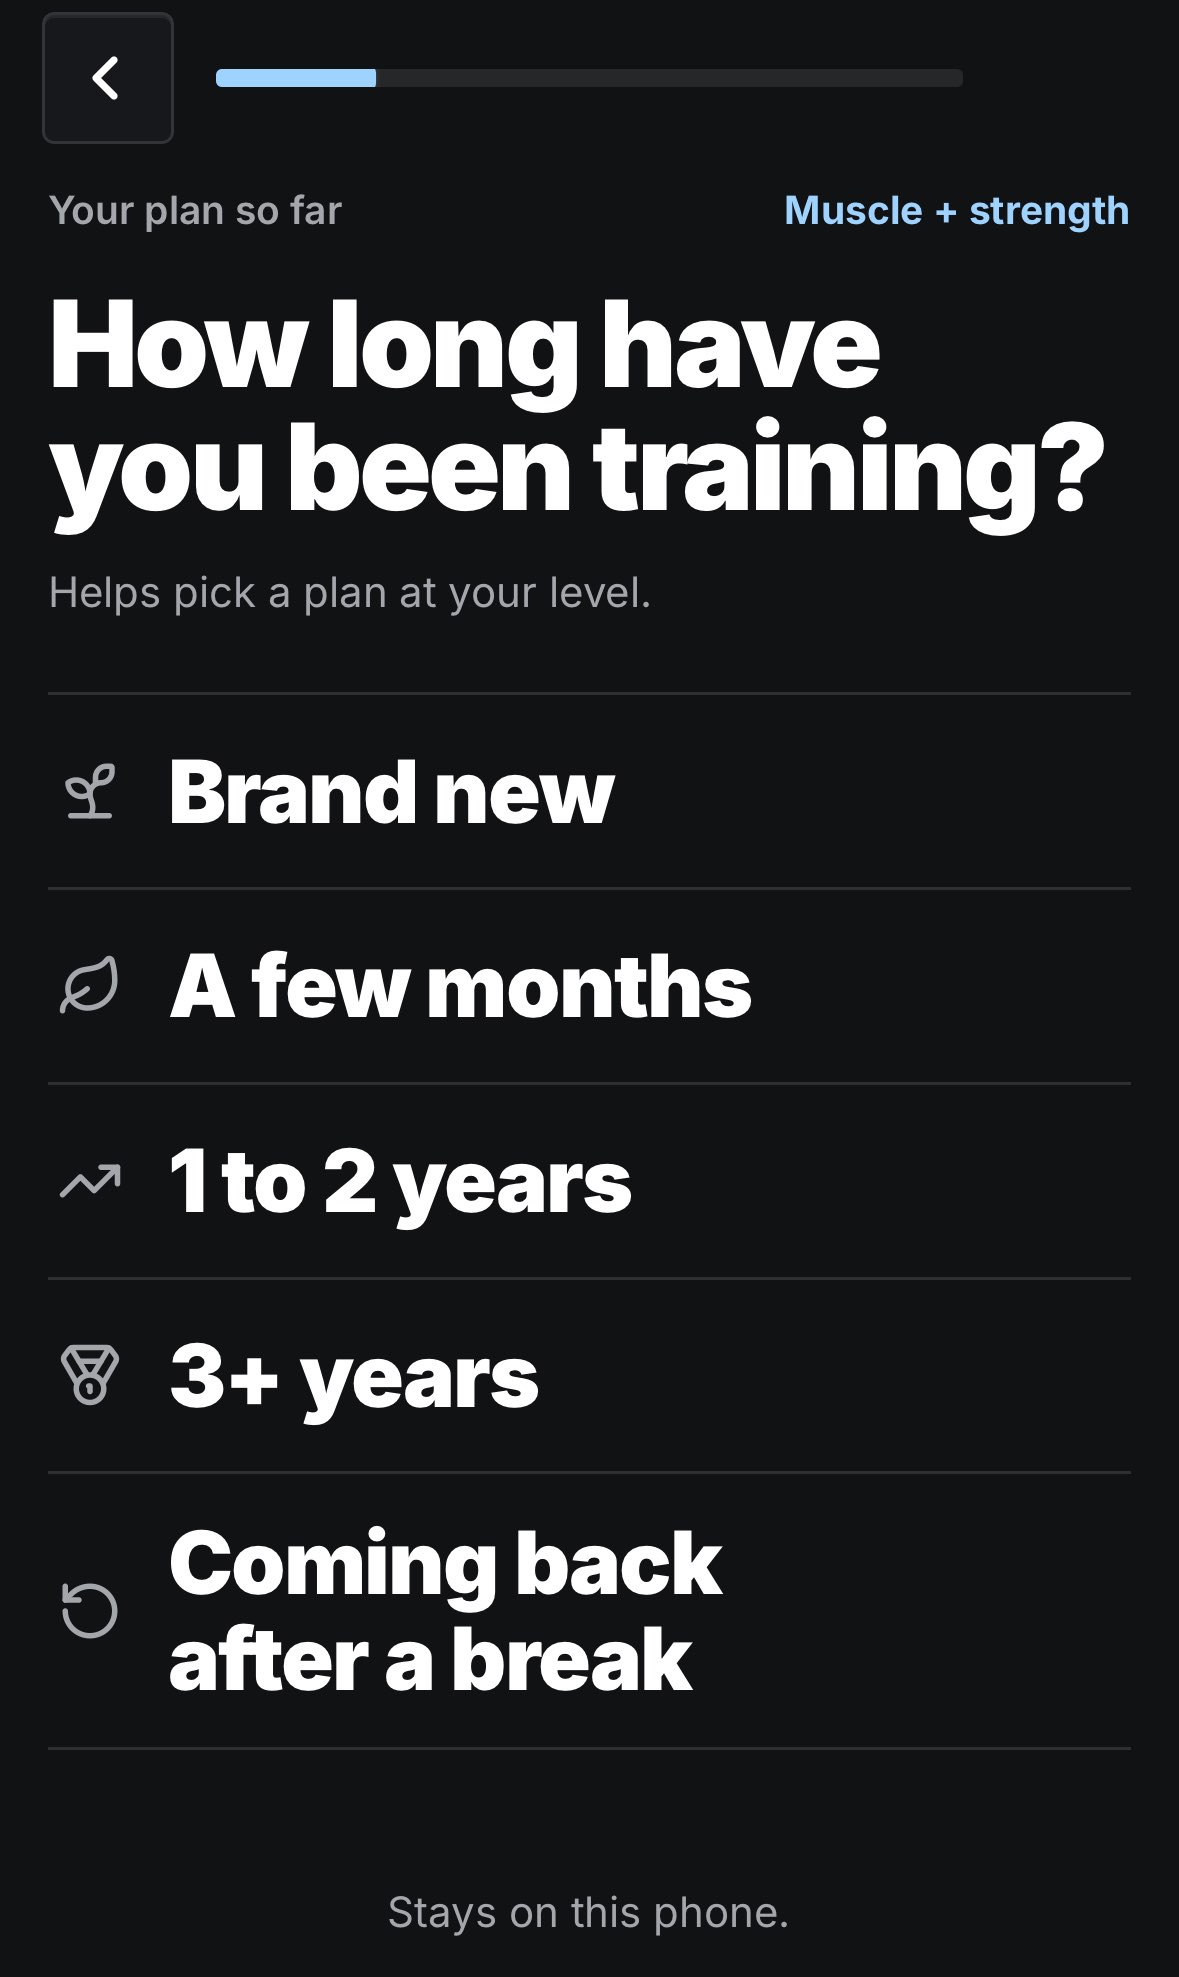 Your plan so far
Muscle + strength
How long have
you been training?
Helps pick a plan at your level.
Brand new
A few months
1 to 2 years
3+ years
Coming back
after a break
Stays on this phone.